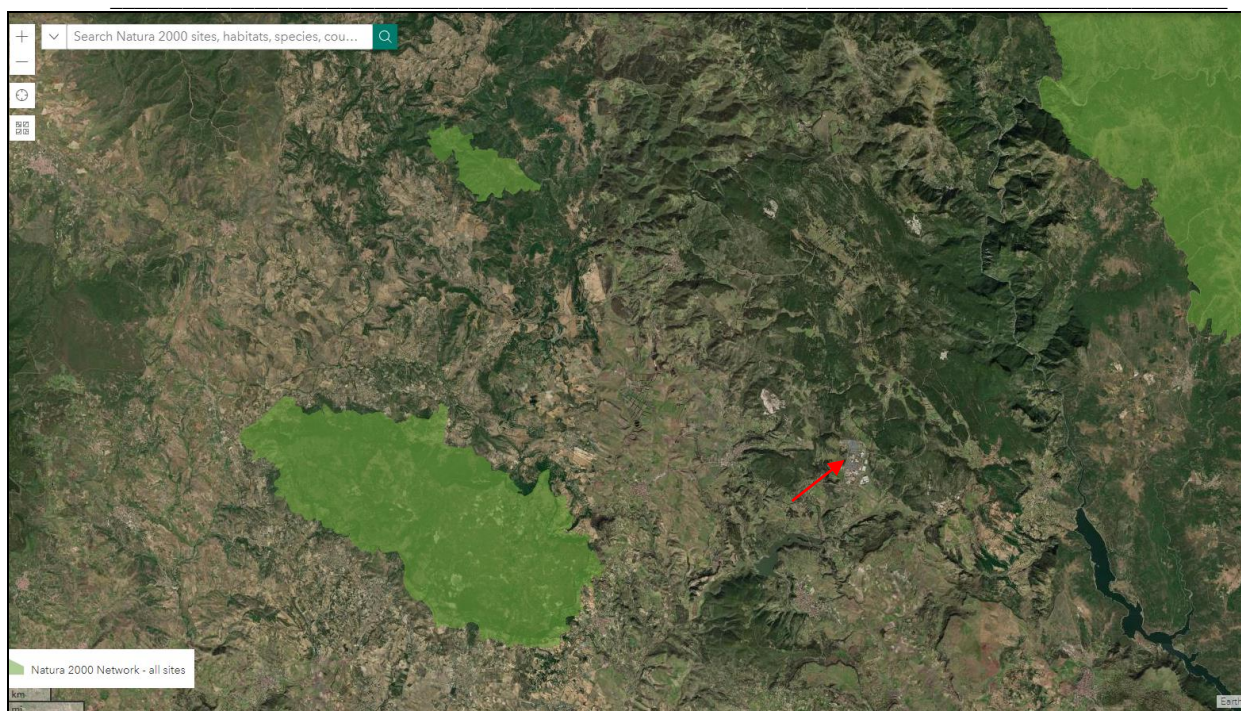 Search Natura 2000 sites, habitats, species, cou...
Natura 2000 Network - all sites
km
mi
Earth